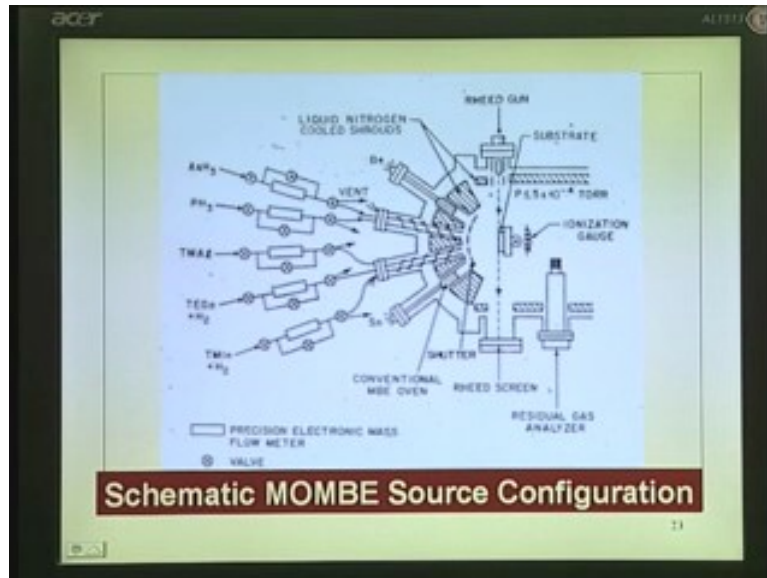 acer
AL1513
RHEED GUN
LIQUID NITROGEN
COOLED SHROUDS
SUBSTRATE
Be
AsH3
VENT
PH3
IONIZATION
GAUGE
TMAl
TEGa
+H2
Sn
TMIn
+H2
SHUTTER
CONVENTIONAL
MBE OVEN
RHEED SCREEN
RESIDUAL GAS
ANALYZER
PRECISION ELECTRONIC MASS
FLOW METER
VALVE
Schematic MOMBE Source Configuration
23